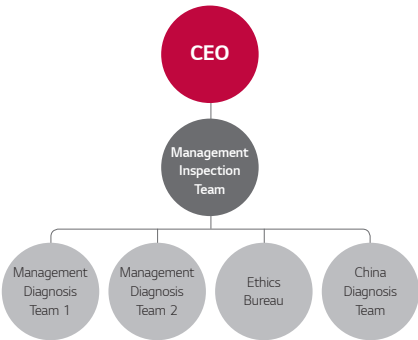 CEO
Management
Inspection
Team
Management
Diagnosis
Team 1
Management
Diagnosis
Team 2
Ethics
Bureau
China
Diagnosis
Team